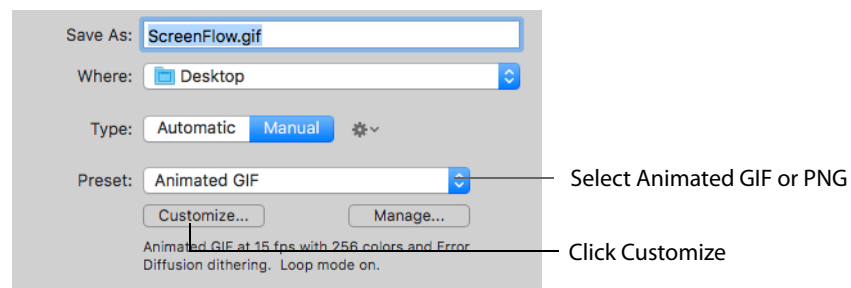 Save As: ScreenFlow.gif
Where: Desktop
Type: Automatic Manual
Preset: Animated GIF
Select Animated GIF or PNG
Customize... Manage...
Animated GIF at 15 fps with 256 colors and Error
Diffusion dithering. Loop mode on.
Click Customize